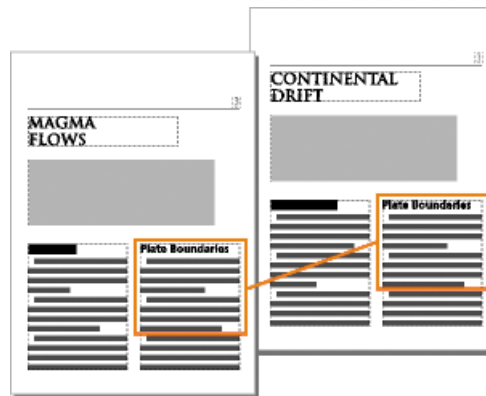 MAGMA
FLOWS
Plate Boundaries
CONTINENTAL
DRIFT
Plate Boundaries